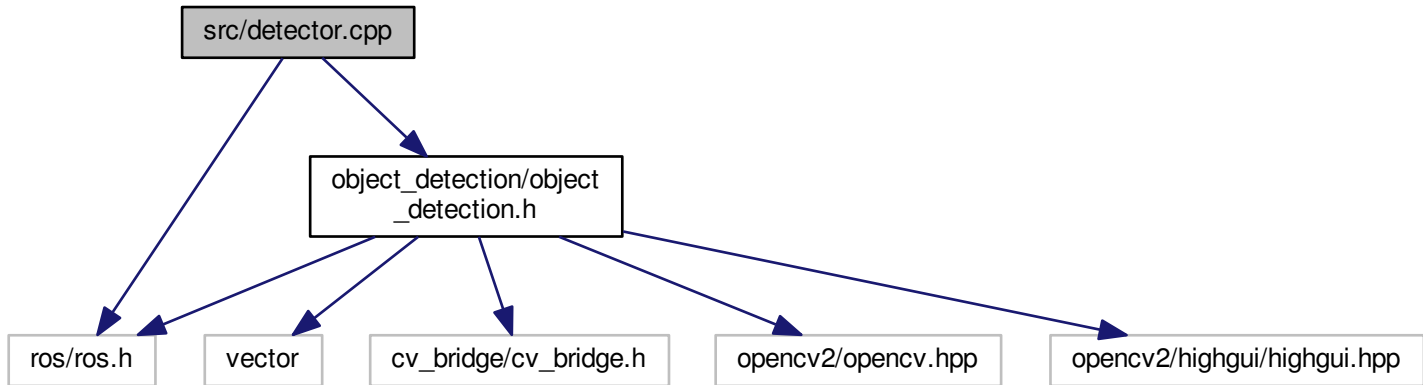 src/detector.cpp
object_detection/object
_detection.h
ros/ros.h
vector
cv_bridge/cv_bridge.h
opencv2/opencv.hpp
opencv2/highgui/highgui.hpp